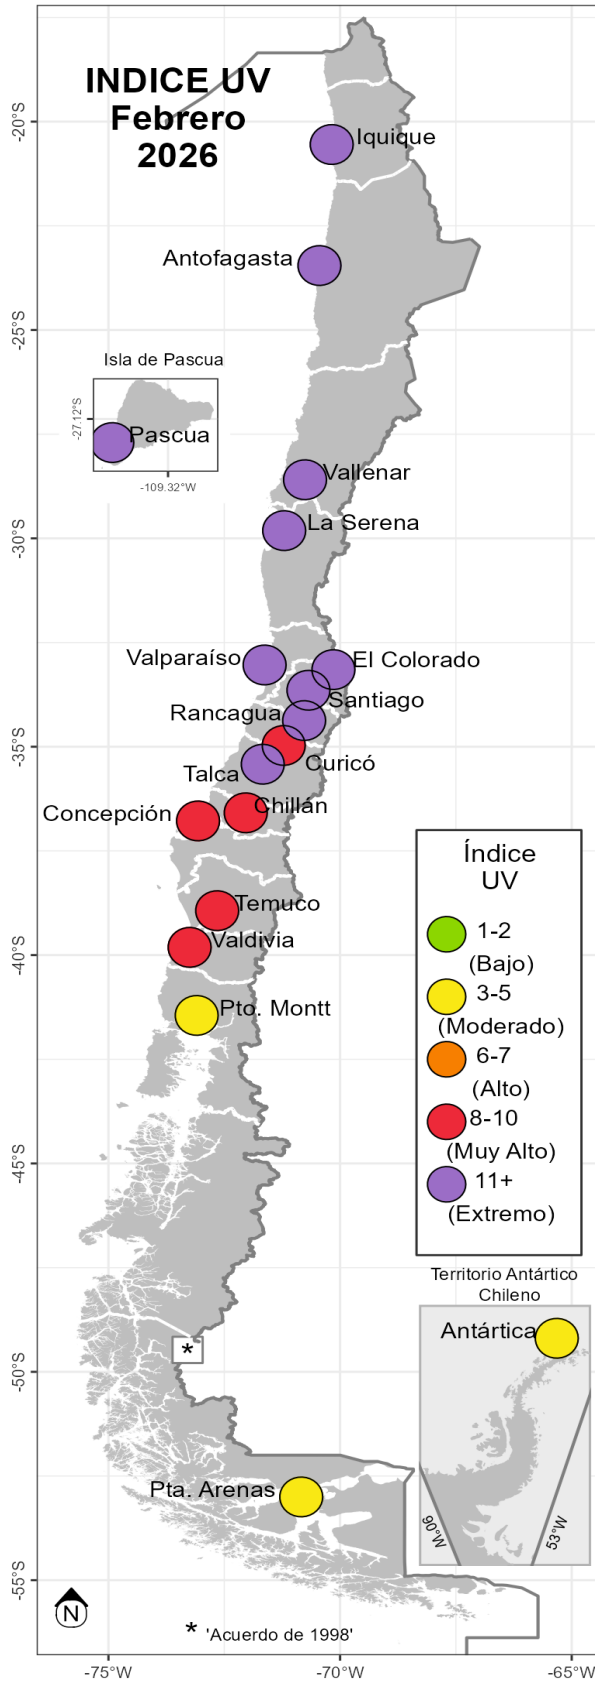 INDICE UV
Febrero
2026
-20°S
Iquique
Antofagasta
-25°S
Isla de Pascua
-27.12°S
Pascua
-109.32°W
Vallenar
La Serena
-30°S
Valparaíso
El Colorado
Santiago
Rancagua
-35°S
Curicó
Talca
Chillán
Concepción
Temuco
Valdivia
-40°S
Pto. Montt
Índice
UV
1-2
(Bajo)
3-5
(Moderado)
6-7
(Alto)
8-10
(Muy Alto)
11+
(Extremo)
-45°S
Territorio Antártico
Chileno
Antártica
90°W
53°W
*
-50°S
Pta. Arenas
-55°S
N
* 'Acuerdo de 1998'
-75°W
-70°W
-65°W